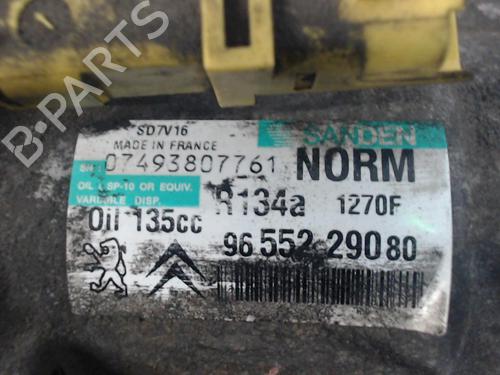 B-PARTS
SD7V16
SANDEN
MADE IN FRANCE
S/N: 07493807761
NORM
OIL: SP-10 OR EQUIV.
VARIABLE DISP.
R134a
1270F
Oil 135cc
96 552 290 80